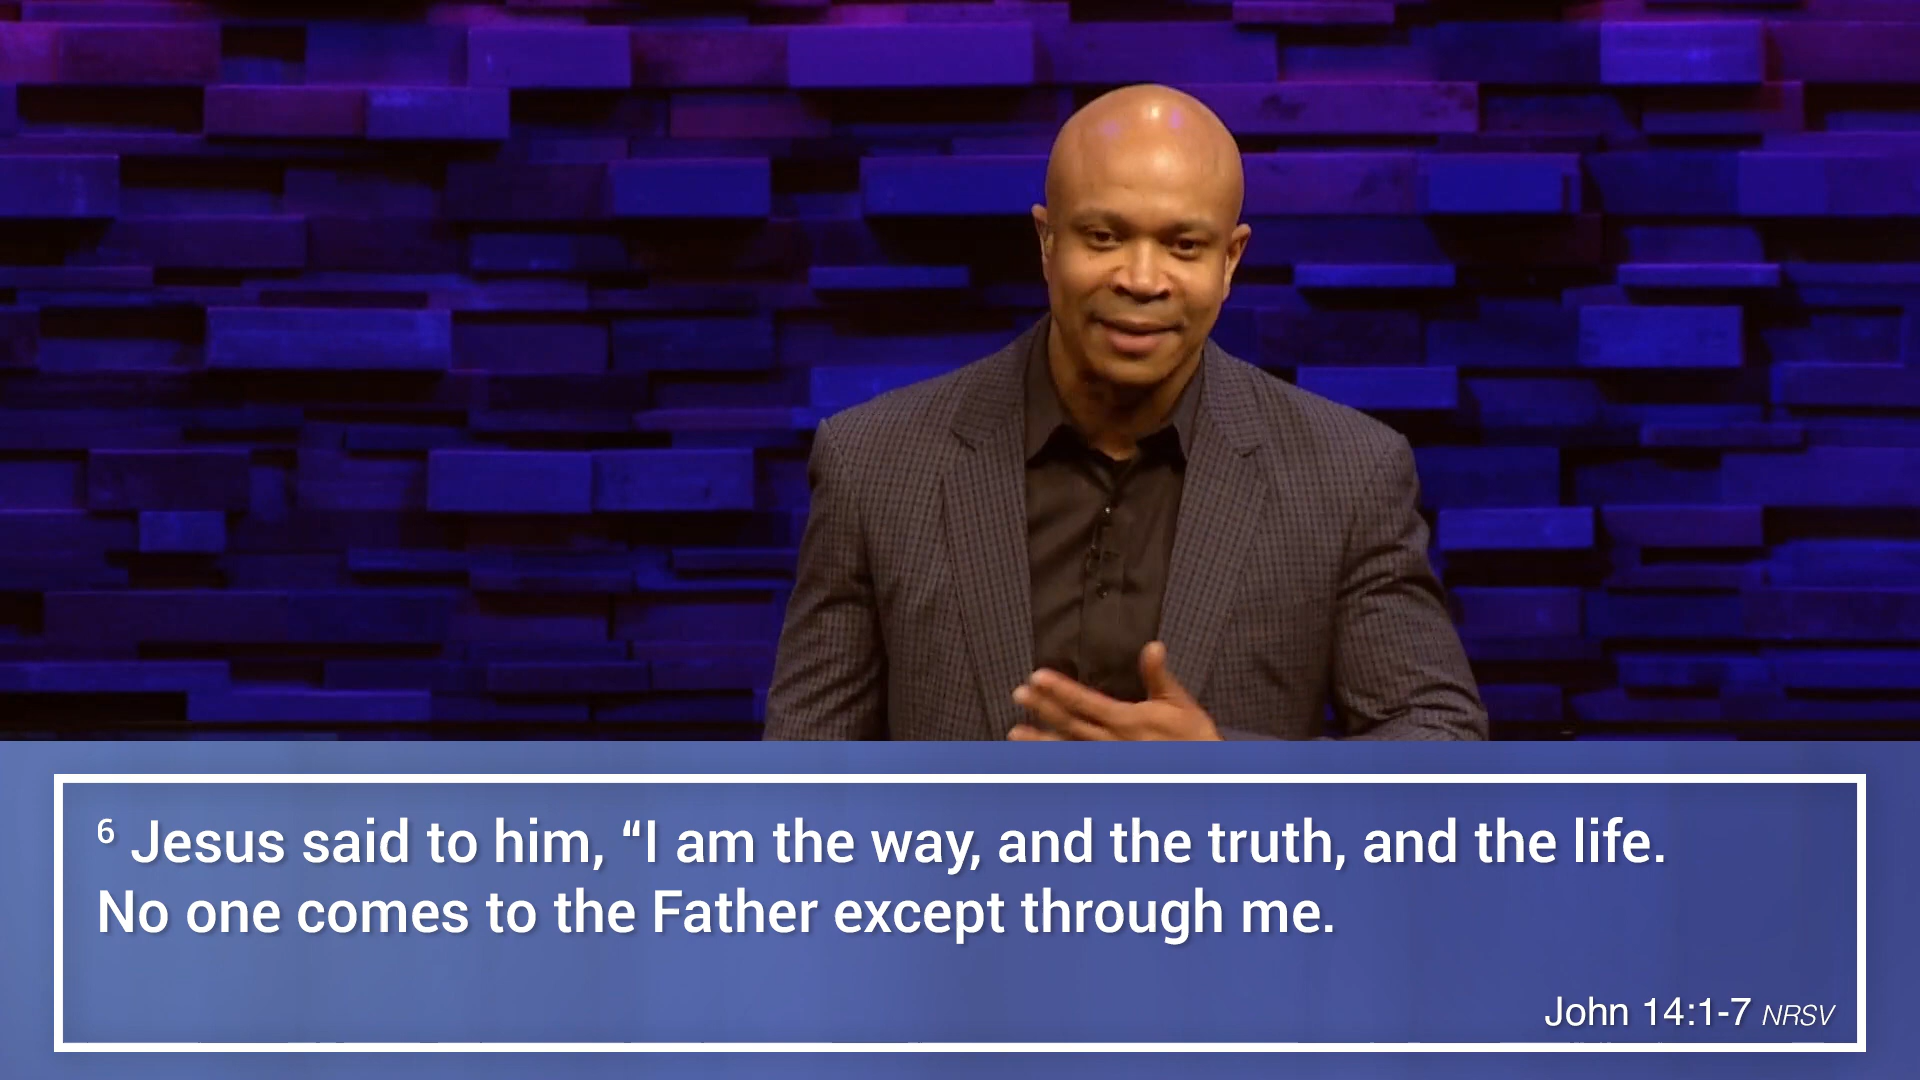 ⁶ Jesus said to him, “I am the way, and the truth, and the life.
No one comes to the Father except through me.
John 14:1-7 NRSV